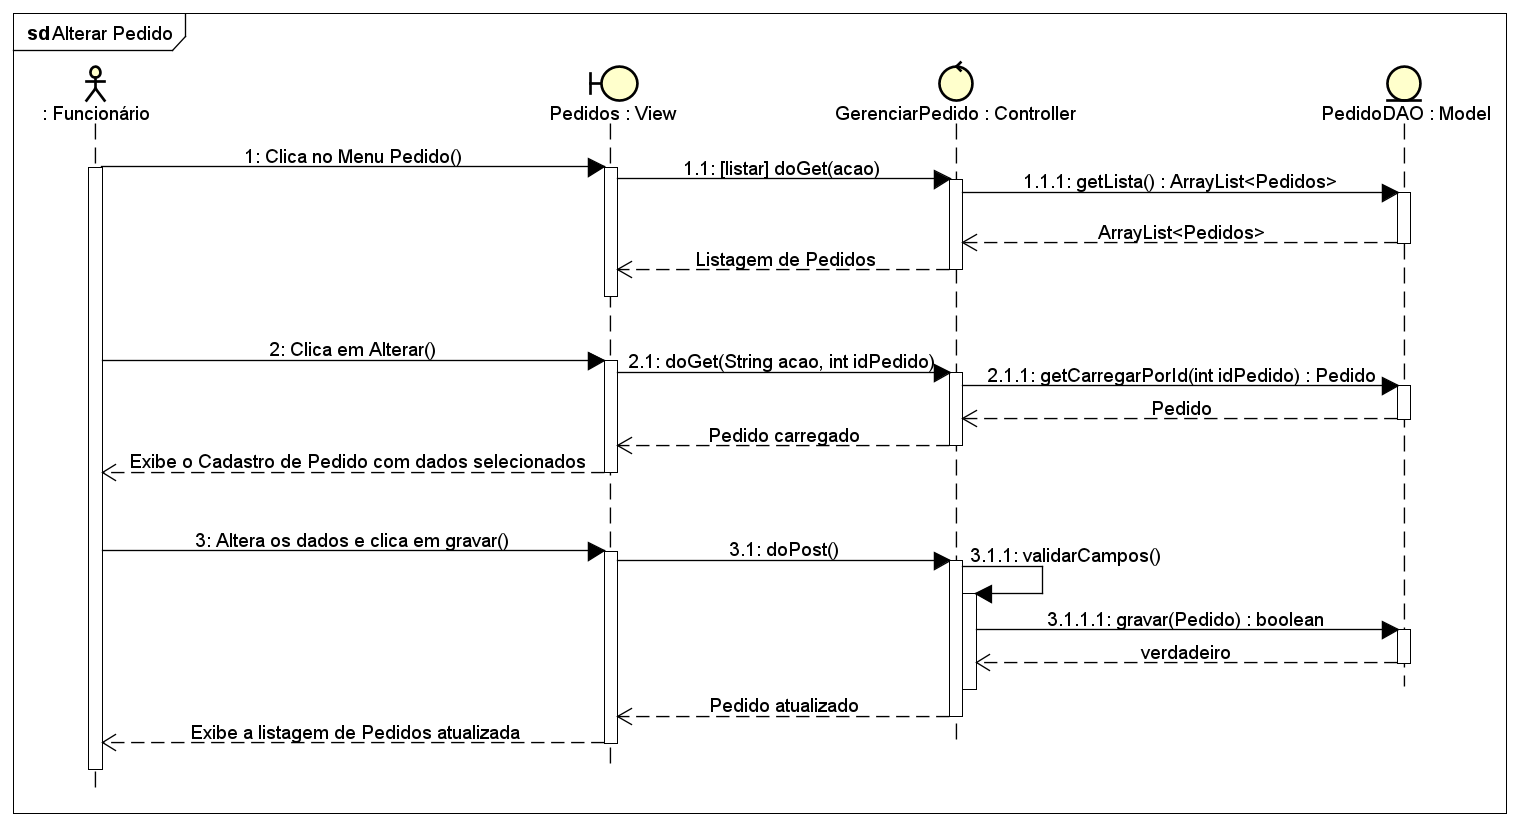 sd Alterar Pedido
: Funcionário
Pedidos : View
GerenciarPedido : Controller
PedidoDAO : Model
1: Clica no Menu Pedido()
1.1: [listar] doGet(acao)
1.1.1: getLista() : ArrayList<Pedidos>
ArrayList<Pedidos>
Listagem de Pedidos
2: Clica em Alterar()
2.1: doGet(String acao, int idPedido)
2.1.1: getCarregarPorId(int idPedido) : Pedido
Pedido
Pedido carregado
Exibe o Cadastro de Pedido com dados selecionados
3: Altera os dados e clica em gravar()
3.1: doPost()
3.1.1: validarCampos()
3.1.1.1: gravar(Pedido) : boolean
verdadeiro
Pedido atualizado
Exibe a listagem de Pedidos atualizada